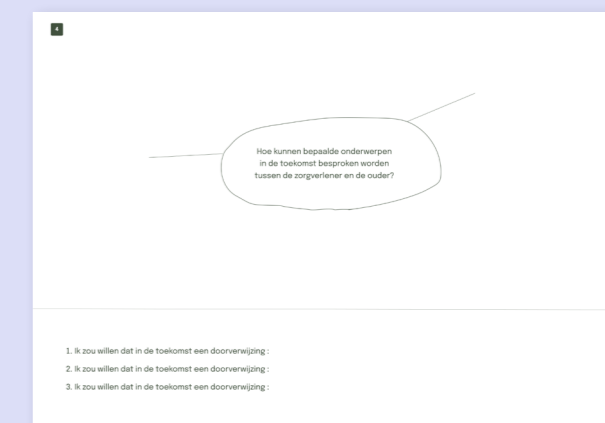 4
Hoe kunnen bepaalde onderwerpen
in de toekomst besproken worden
tussen de zorgverlener en de ouder?
1. Ik zou willen dat in de toekomst een doorverwijzing :
2. Ik zou willen dat in de toekomst een doorverwijzing :
3. Ik zou willen dat in de toekomst een doorverwijzing :